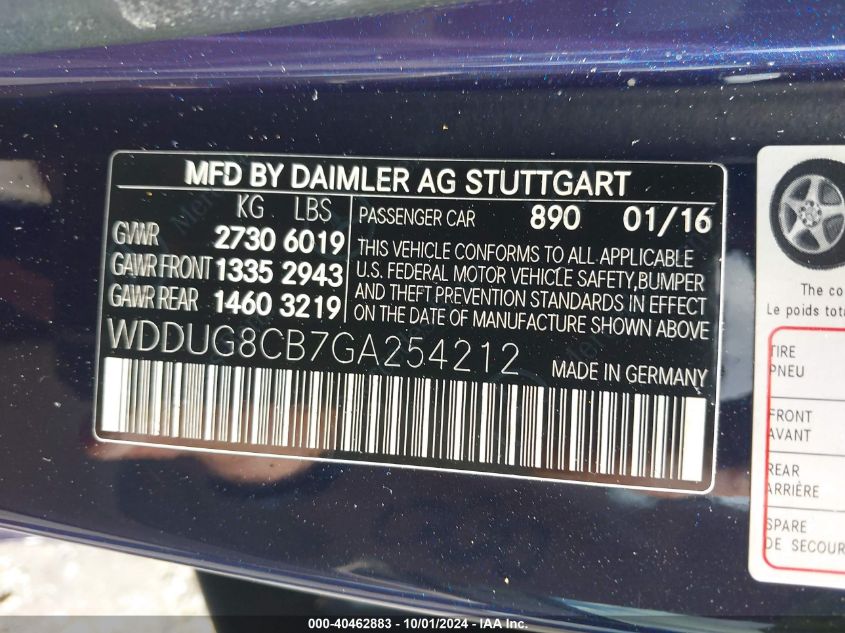 MFD BY DAIMLER AG STUTTGART
KG LBS
GVWR 2730 6019
GAWR FRONT 1335 2943
GAWR REAR 1460 3219
PASSENGER CAR 890 01/16
THIS VEHICLE CONFORMS TO ALL APPLICABLE
U.S. FEDERAL MOTOR VEHICLE SAFETY,BUMPER
AND THEFT PREVENTION STANDARDS IN EFFECT
ON THE DATE OF MANUFACTURE SHOWN ABOVE
WDDUG8CB7GA254212
MADE IN GERMANY
The co
Le poids tot
TIRE
PNEU
FRONT
AVANT
REAR
ARRIÈRE
SPARE
DE SECOUR
000-40462883 - 10/01/2024 - IAA Inc.